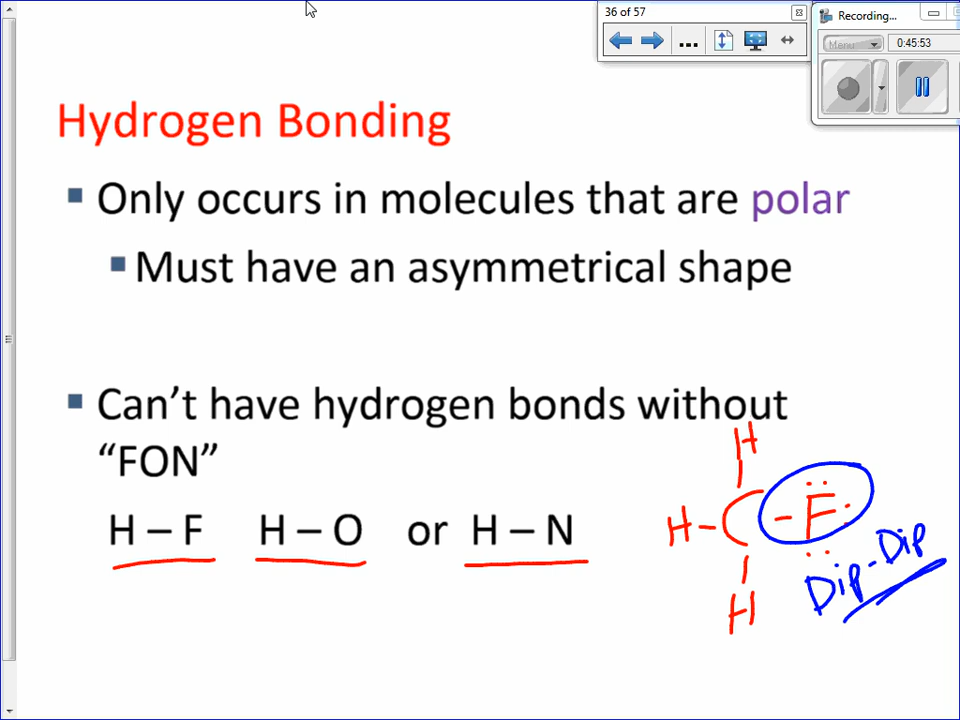 36 of 57
Recording...
Menu
0:45:53
Hydrogen Bonding
Only occurs in molecules that are polar
Must have an asymmetrical shape
Can't have hydrogen bonds without
"FON"
H – F H – O or H – N
H
H – C – F
H
Dip-Dip